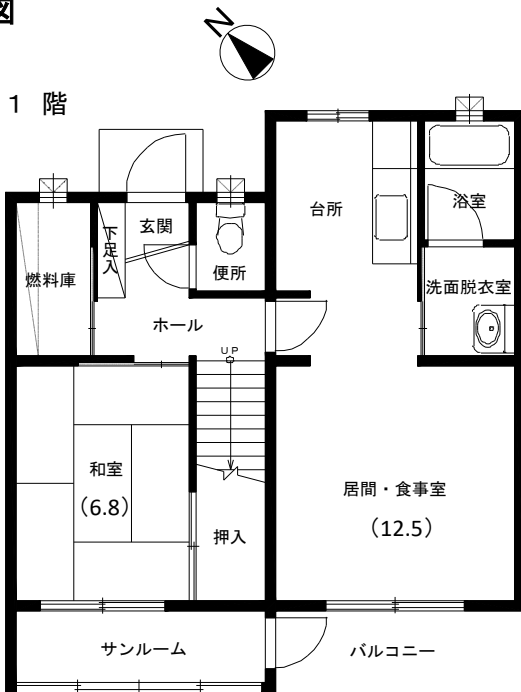 図
N
1 階
台所
浴室
玄関
下足入
便所
燃料庫
洗面脱衣室
ホール
UP
和室
(6.8)
居間・食事室
(12.5)
押入
サンルーム
バルコニー